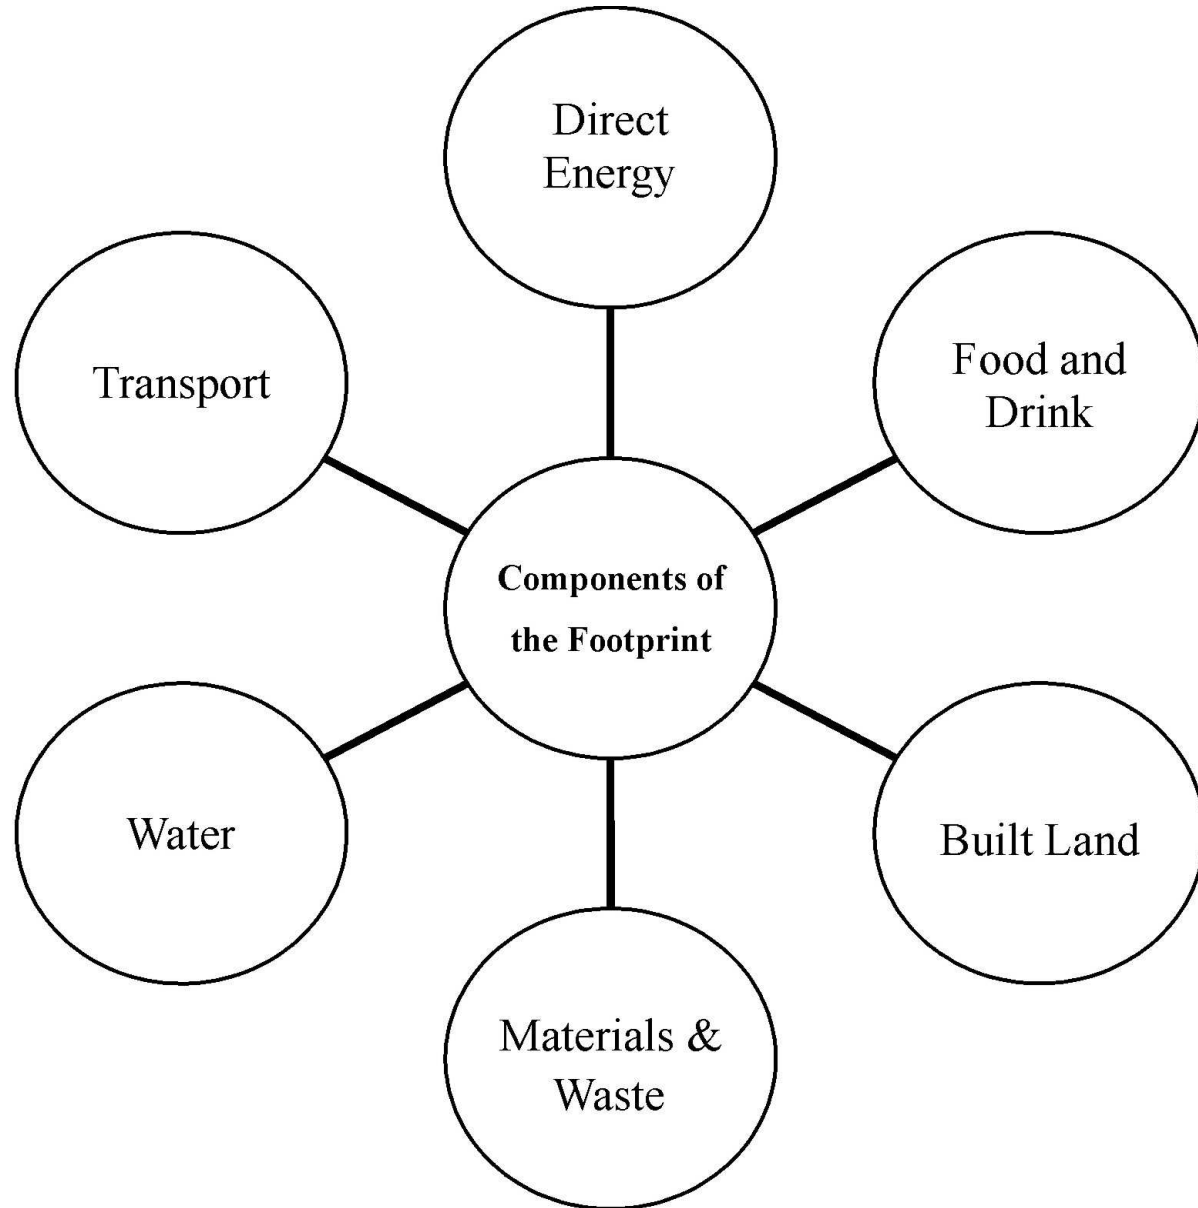 Direct
Energy
Transport
Food and
Drink
Components of
the Footprint
Water
Built Land
Materials &
Waste